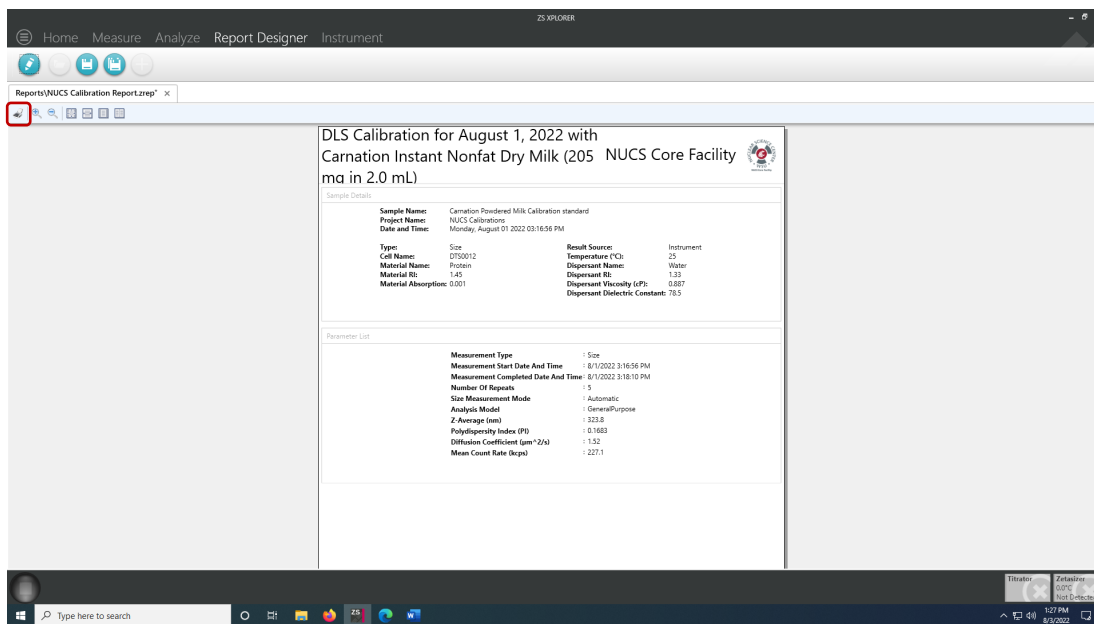 ZS XPLORER
Home Measure Analyze Report Designer Instrument
Reports\NUCS Calibration Report.zrep* ×
DLS Calibration for August 1, 2022 with
Carnation Instant Nonfat Dry Milk (205
mg in 2.0 mL)
NUCS Core Facility
Sample Details
Sample Name: Carnation Powdered Milk Calibration standard
Project Name: NUCS Calibrations
Date and Time: Monday, August 01 2022 03:16:56 PM
Type: Size Result Source: Instrument
Cell Name: DTS0012 Temperature (°C): 25
Material Name: Protein Dispersant Name: Water
Material RI: 1.45 Dispersant RI: 1.33
Material Absorption: 0.001 Dispersant Viscosity (cP): 0.887
Dispersant Dielectric Constant: 78.5
Parameter List
Measurement Type : Size
Measurement Start Date And Time : 8/1/2022 3:16:56 PM
Measurement Completed Date And Time : 8/1/2022 3:18:10 PM
Number Of Repeats : 5
Size Measurement Mode : Automatic
Analysis Model : GeneralPurpose
Z-Average (nm) : 323.8
Polydispersity Index (PI) : 0.1683
Diffusion Coefficient (µm^2/s) : 1.52
Mean Count Rate (kcps) : 227.1
Titrator Zetasizer
0.0°C
Not Detecte
Type here to search
ZS
1:27 PM
8/3/2022